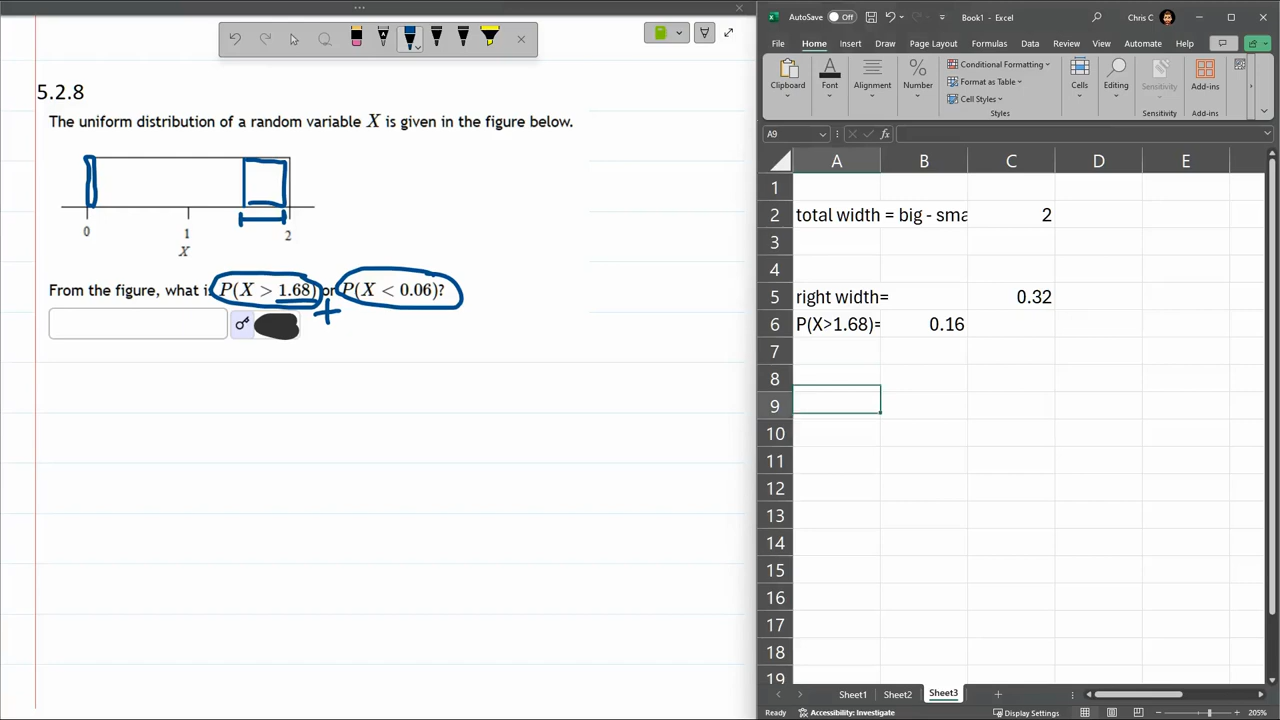 AutoSave Off Book1 - Excel Chris C
File Home Insert Draw Page Layout Formulas Data Review View Automate Help
Clipboard Font Alignment Number Conditional Formatting Format as Table Cell Styles Styles Cells Editing Sensitivity Sensitivity Add-ins Add-ins
A9 fx
5.2.8
The uniform distribution of a random variable X is given in the figure below.
0 1 2
X
From the figure, what is P(X > 1.68) or P(X < 0.06)?
+
A B C D E
1
2 total width = big - sma 2
3
4
5 right width= 0.32
6 P(X>1.68)= 0.16
7
8
9
10
11
12
13
14
15
16
17
18
19
Sheet1 Sheet2 Sheet3
Ready Accessibility: Investigate Display Settings 205%